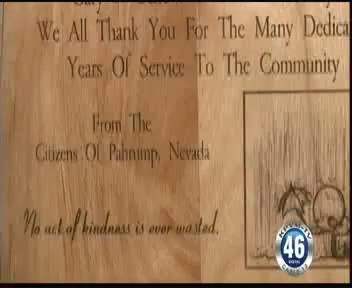 We All Thank You For The Many Dedica
Years Of Service To The Community
From The
Citizens Of Pahrump, Nevada
No act of kindness is ever wasted.
46